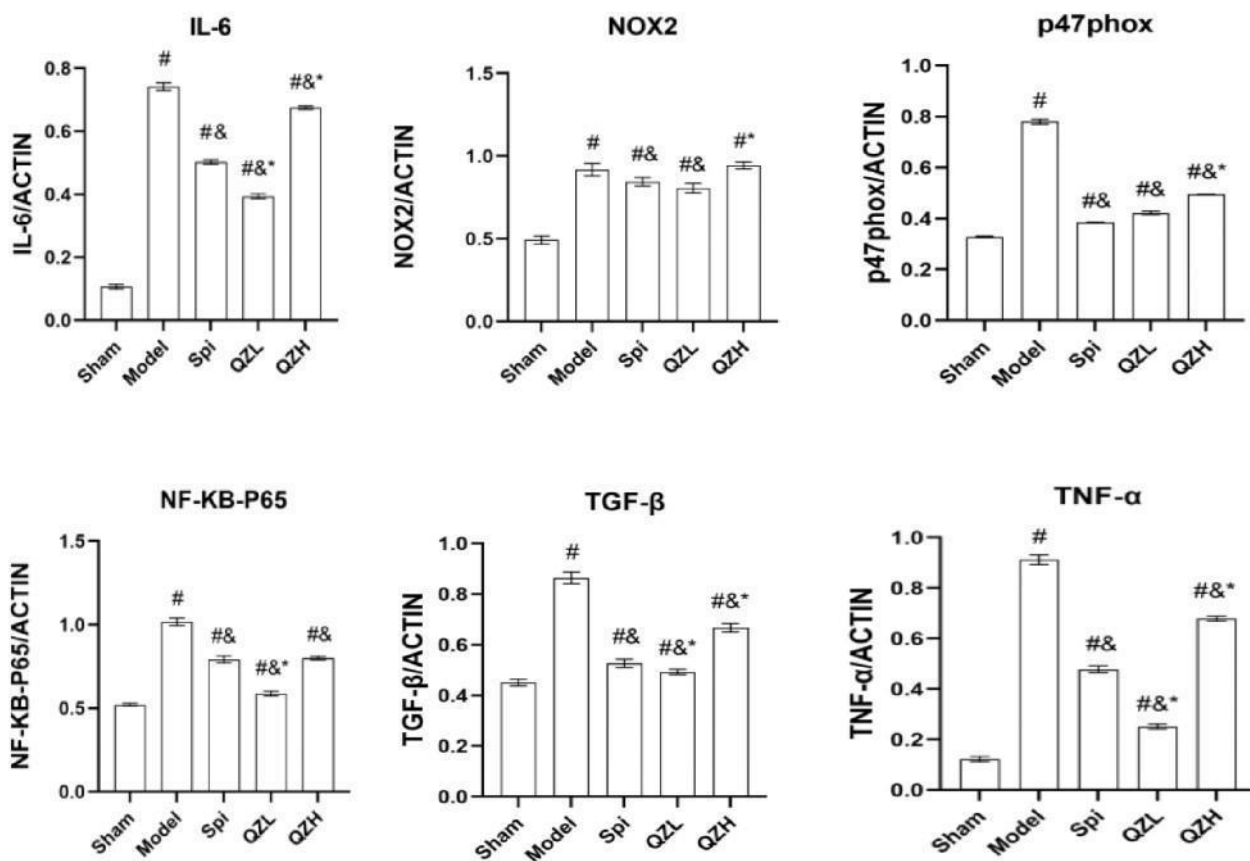 IL-6
IL-6/ACTIN
0.8
0.6
0.4
0.2
0.0
#
#&
#&*
#&*
Sham
Model
Spi
QZL
QZH
NOX2
NOX2/ACTIN
1.5
1.0
0.5
0.0
#
#&
#&
#*
Sham
Model
Spi
QZL
QZH
p47phox
p47phox/ACTIN
1.0
0.8
0.6
0.4
0.2
0.0
#
#&
#&
#&*
Sham
Model
Spi
QZL
QZH
NF-KB-P65
NF-KB-P65/ACTIN
1.5
1.0
0.5
0.0
#
#&
#&*
#&
Sham
Model
Spi
QZL
QZH
TGF-β
TGF-β/ACTIN
1.0
0.8
0.6
0.4
0.2
0.0
#
#&
#&*
#&*
Sham
Model
Spi
QZL
QZH
TNF-α
TNF-α/ACTIN
1.0
0.8
0.6
0.4
0.2
0.0
#
#&
#&*
#&*
Sham
Model
Spi
QZL
QZH